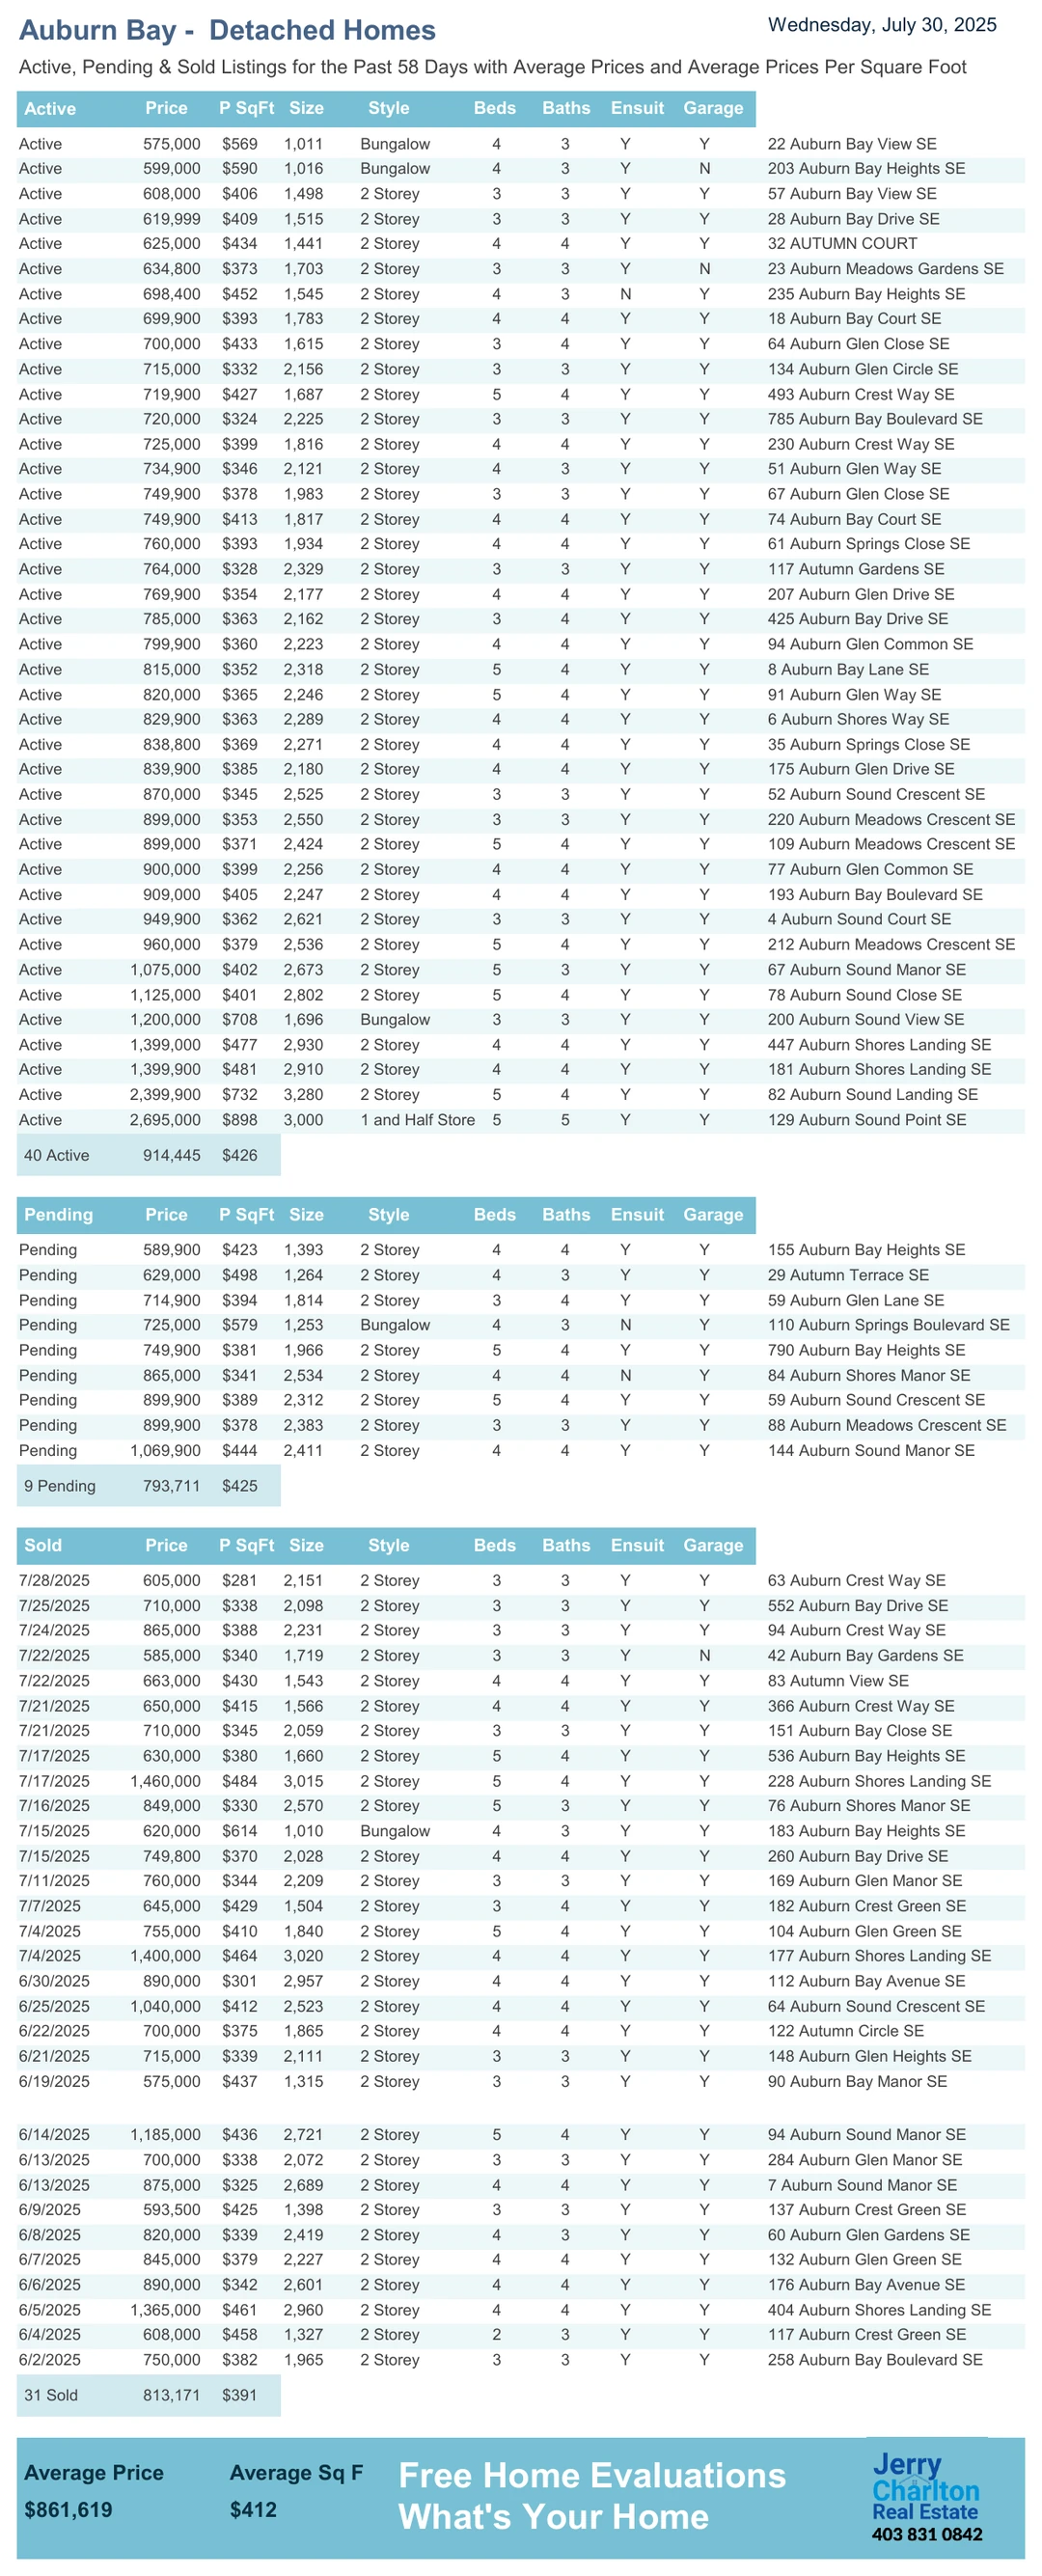 Auburn Bay - Detached Homes Wednesday, July 30, 2025
Active, Pending & Sold Listings for the Past 58 Days with Average Prices and Average Prices Per Square Foot
Active Price P SqFt Size Style Beds Baths Ensuit Garage
Active 575,000 $569 1,011 Bungalow 4 3 Y Y 22 Auburn Bay View SE
Active 599,000 $590 1,016 Bungalow 4 3 Y N 203 Auburn Bay Heights SE
Active 608,000 $406 1,498 2 Storey 3 3 Y Y 57 Auburn Bay View SE
Active 619,999 $409 1,515 2 Storey 3 3 Y Y 28 Auburn Bay Drive SE
Active 625,000 $434 1,441 2 Storey 4 4 Y Y 32 AUTUMN COURT
Active 634,800 $373 1,703 2 Storey 3 3 Y N 23 Auburn Meadows Gardens SE
Active 698,400 $452 1,545 2 Storey 4 3 N Y 235 Auburn Bay Heights SE
Active 699,900 $393 1,783 2 Storey 4 4 Y Y 18 Auburn Bay Court SE
Active 700,000 $433 1,615 2 Storey 3 4 Y Y 64 Auburn Glen Close SE
Active 715,000 $332 2,156 2 Storey 3 3 Y Y 134 Auburn Glen Circle SE
Active 719,900 $427 1,687 2 Storey 5 4 Y Y 493 Auburn Crest Way SE
Active 720,000 $324 2,225 2 Storey 3 3 Y Y 785 Auburn Bay Boulevard SE
Active 725,000 $399 1,816 2 Storey 4 4 Y Y 230 Auburn Crest Way SE
Active 734,900 $346 2,121 2 Storey 4 3 Y Y 51 Auburn Glen Way SE
Active 749,900 $378 1,983 2 Storey 3 3 Y Y 67 Auburn Glen Close SE
Active 749,900 $413 1,817 2 Storey 4 4 Y Y 74 Auburn Bay Court SE
Active 760,000 $393 1,934 2 Storey 4 4 Y Y 61 Auburn Springs Close SE
Active 764,000 $328 2,329 2 Storey 3 3 Y Y 117 Autumn Gardens SE
Active 769,900 $354 2,177 2 Storey 4 4 Y Y 207 Auburn Glen Drive SE
Active 785,000 $363 2,162 2 Storey 3 4 Y Y 425 Auburn Bay Drive SE
Active 799,900 $360 2,223 2 Storey 4 4 Y Y 94 Auburn Glen Common SE
Active 815,000 $352 2,318 2 Storey 5 4 Y Y 8 Auburn Bay Lane SE
Active 820,000 $365 2,246 2 Storey 5 4 Y Y 91 Auburn Glen Way SE
Active 829,900 $363 2,289 2 Storey 4 4 Y Y 6 Auburn Shores Way SE
Active 838,800 $369 2,271 2 Storey 4 4 Y Y 35 Auburn Springs Close SE
Active 839,900 $385 2,180 2 Storey 4 4 Y Y 175 Auburn Glen Drive SE
Active 870,000 $345 2,525 2 Storey 3 3 Y Y 52 Auburn Sound Crescent SE
Active 899,000 $353 2,550 2 Storey 3 3 Y Y 220 Auburn Meadows Crescent SE
Active 899,000 $371 2,424 2 Storey 5 4 Y Y 109 Auburn Meadows Crescent SE
Active 900,000 $399 2,256 2 Storey 4 4 Y Y 77 Auburn Glen Common SE
Active 909,000 $405 2,247 2 Storey 4 4 Y Y 193 Auburn Bay Boulevard SE
Active 949,900 $362 2,621 2 Storey 3 3 Y Y 4 Auburn Sound Court SE
Active 960,000 $379 2,536 2 Storey 5 4 Y Y 212 Auburn Meadows Crescent SE
Active 1,075,000 $402 2,673 2 Storey 5 3 Y Y 67 Auburn Sound Manor SE
Active 1,125,000 $401 2,802 2 Storey 5 4 Y Y 78 Auburn Sound Close SE
Active 1,200,000 $708 1,696 Bungalow 3 3 Y Y 200 Auburn Sound View SE
Active 1,399,000 $477 2,930 2 Storey 4 4 Y Y 447 Auburn Shores Landing SE
Active 1,399,900 $481 2,910 2 Storey 4 4 Y Y 181 Auburn Shores Landing SE
Active 2,399,900 $732 3,280 2 Storey 5 4 Y Y 82 Auburn Sound Landing SE
Active 2,695,000 $898 3,000 1 and Half Store 5 5 Y Y 129 Auburn Sound Point SE
40 Active 914,445 $426
Pending Price P SqFt Size Style Beds Baths Ensuit Garage
Pending 589,900 $423 1,393 2 Storey 4 4 Y Y 155 Auburn Bay Heights SE
Pending 629,000 $498 1,264 2 Storey 4 3 Y Y 29 Autumn Terrace SE
Pending 714,900 $394 1,814 2 Storey 3 4 Y Y 59 Auburn Glen Lane SE
Pending 725,000 $579 1,253 Bungalow 4 3 N Y 110 Auburn Springs Boulevard SE
Pending 749,900 $381 1,966 2 Storey 5 4 Y Y 790 Auburn Bay Heights SE
Pending 865,000 $341 2,534 2 Storey 4 4 N Y 84 Auburn Shores Manor SE
Pending 899,900 $389 2,312 2 Storey 5 4 Y Y 59 Auburn Sound Crescent SE
Pending 899,900 $378 2,383 2 Storey 3 3 Y Y 88 Auburn Meadows Crescent SE
Pending 1,069,900 $444 2,411 2 Storey 4 4 Y Y 144 Auburn Sound Manor SE
9 Pending 793,711 $425
Sold Price P SqFt Size Style Beds Baths Ensuit Garage
7/28/2025 605,000 $281 2,151 2 Storey 3 3 Y Y 63 Auburn Crest Way SE
7/25/2025 710,000 $338 2,098 2 Storey 3 3 Y Y 552 Auburn Bay Drive SE
7/24/2025 865,000 $388 2,231 2 Storey 3 3 Y Y 94 Auburn Crest Way SE
7/22/2025 585,000 $340 1,719 2 Storey 3 3 Y N 42 Auburn Bay Gardens SE
7/22/2025 663,000 $430 1,543 2 Storey 4 4 Y Y 83 Autumn View SE
7/21/2025 650,000 $415 1,566 2 Storey 4 4 Y Y 366 Auburn Crest Way SE
7/21/2025 710,000 $345 2,059 2 Storey 3 3 Y Y 151 Auburn Bay Close SE
7/17/2025 630,000 $380 1,660 2 Storey 5 4 Y Y 536 Auburn Bay Heights SE
7/17/2025 1,460,000 $484 3,015 2 Storey 5 4 Y Y 228 Auburn Shores Landing SE
7/16/2025 849,000 $330 2,570 2 Storey 5 3 Y Y 76 Auburn Shores Manor SE
7/15/2025 620,000 $614 1,010 Bungalow 4 3 Y Y 183 Auburn Bay Heights SE
7/15/2025 749,800 $370 2,028 2 Storey 4 4 Y Y 260 Auburn Bay Drive SE
7/11/2025 760,000 $344 2,209 2 Storey 3 3 Y Y 169 Auburn Glen Manor SE
7/7/2025 645,000 $429 1,504 2 Storey 3 4 Y Y 182 Auburn Crest Green SE
7/4/2025 755,000 $410 1,840 2 Storey 5 4 Y Y 104 Auburn Glen Green SE
7/4/2025 1,400,000 $464 3,020 2 Storey 4 4 Y Y 177 Auburn Shores Landing SE
6/30/2025 890,000 $301 2,957 2 Storey 4 4 Y Y 112 Auburn Bay Avenue SE
6/25/2025 1,040,000 $412 2,523 2 Storey 4 4 Y Y 64 Auburn Sound Crescent SE
6/22/2025 700,000 $375 1,865 2 Storey 4 4 Y Y 122 Autumn Circle SE
6/21/2025 715,000 $339 2,111 2 Storey 3 3 Y Y 148 Auburn Glen Heights SE
6/19/2025 575,000 $437 1,315 2 Storey 3 3 Y Y 90 Auburn Bay Manor SE
6/14/2025 1,185,000 $436 2,721 2 Storey 5 4 Y Y 94 Auburn Sound Manor SE
6/13/2025 700,000 $338 2,072 2 Storey 3 3 Y Y 284 Auburn Glen Manor SE
6/13/2025 875,000 $325 2,689 2 Storey 4 4 Y Y 7 Auburn Sound Manor SE
6/9/2025 593,500 $425 1,398 2 Storey 3 3 Y Y 137 Auburn Crest Green SE
6/8/2025 820,000 $339 2,419 2 Storey 4 3 Y Y 60 Auburn Glen Gardens SE
6/7/2025 845,000 $379 2,227 2 Storey 4 4 Y Y 132 Auburn Glen Green SE
6/6/2025 890,000 $342 2,601 2 Storey 4 4 Y Y 176 Auburn Bay Avenue SE
6/5/2025 1,365,000 $461 2,960 2 Storey 4 4 Y Y 404 Auburn Shores Landing SE
6/4/2025 608,000 $458 1,327 2 Storey 2 3 Y Y 117 Auburn Crest Green SE
6/2/2025 750,000 $382 1,965 2 Storey 3 3 Y Y 258 Auburn Bay Boulevard SE
31 Sold 813,171 $391
Average Price Average Sq F
$861,619 $412
Free Home Evaluations
What's Your Home
Jerry
Charlton
Real Estate
403 831 0842